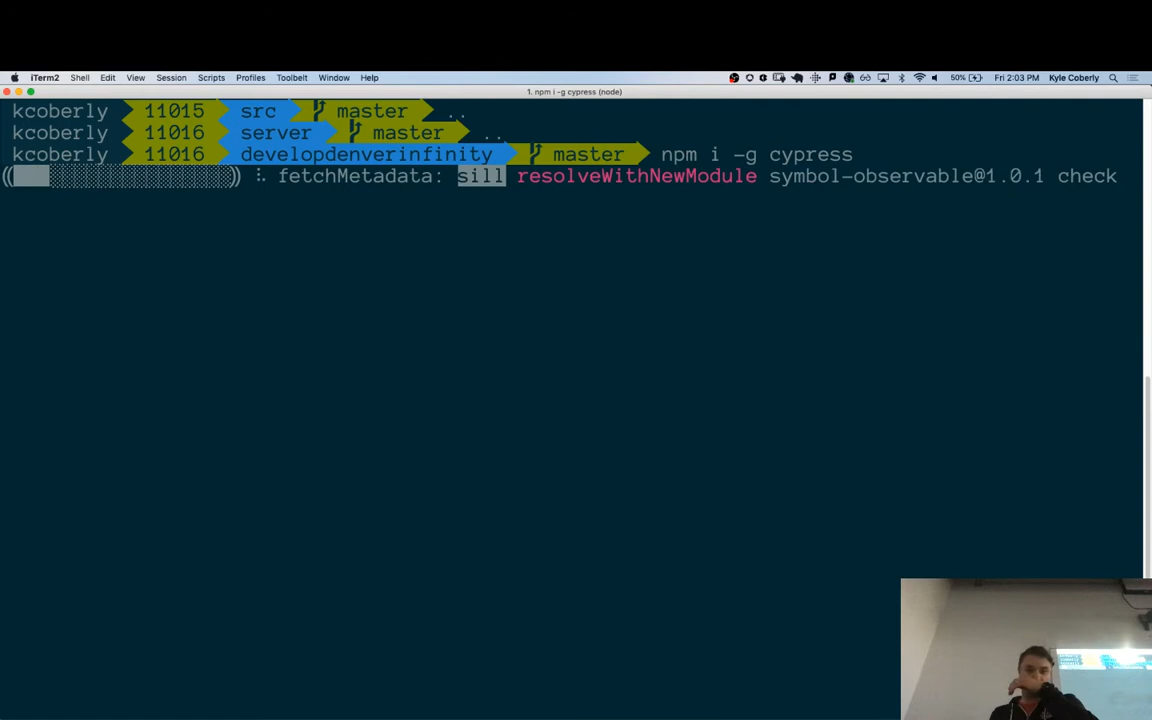 iTerm2 Shell Edit View Session Scripts Profiles Toolbelt Window Help 50% Fri 2:03 PM Kyle Coberly
1. npm i -g cypress (node)
kcoberly 11015 src master ..
kcoberly 11016 server master ..
kcoberly 11016 developdenverinfinity master npm i -g cypress
(( )) fetchMetadata: sill resolveWithNewModule symbol-observable@1.0.1 check